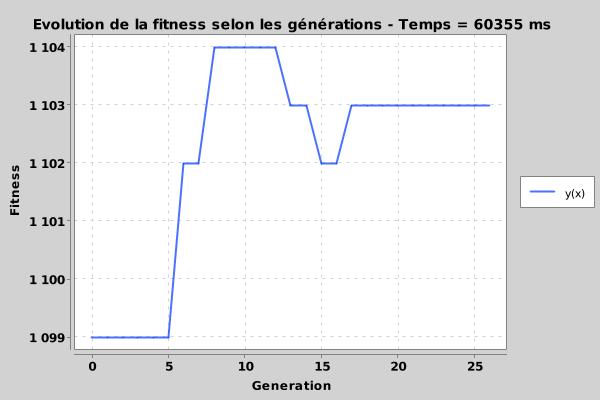 Evolution de la fitness selon les générations - Temps = 60355 ms
1 104
1 103
1 102
1 101
1 100
1 099
Fitness
0 5 10 15 20 25
Generation
y(x)